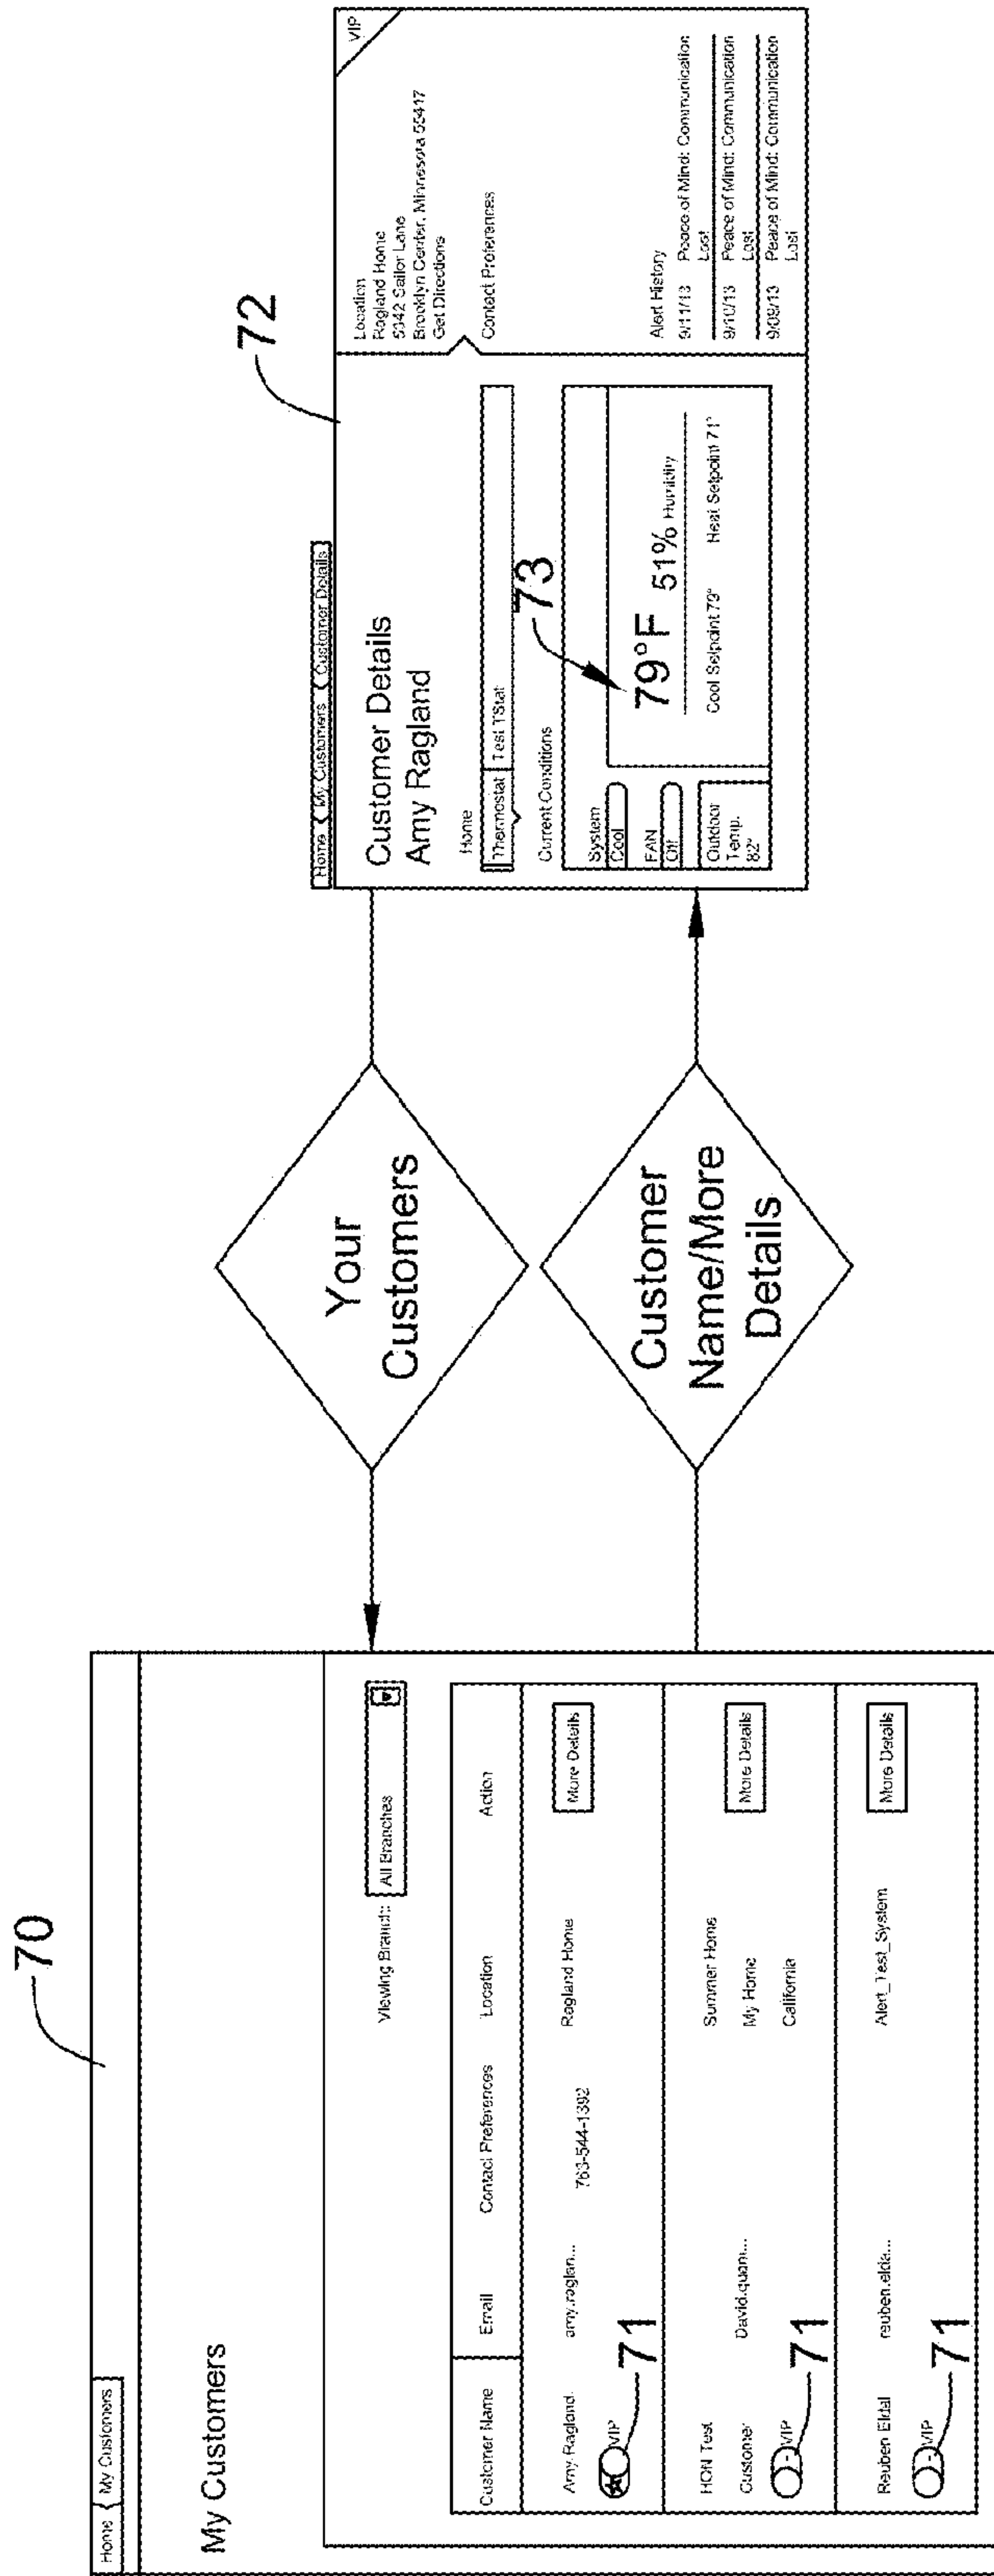 70
Home My Customers
My Customers
Viewing Branch: All Branches
Customer Name Email Contact Preferences Location Action
Amy Ragland amy.raglan... 763-544-1392 Ragland Home More Details
VIP 71
HON Test Summer Home
Customer David.quam... My Home More Details
VIP 71 California
Reuben Eldal reuben.elda... Alert_Test_System More Details
VIP 71
Your
Customers
Customer
Name/More
Details
72
Home My Customers Customer Details
Customer Details
Amy Ragland
Home
Thermostat Test TStat
73
Current Conditions
System
Cool
FAN
Off
Outdoor
Temp.
82°
79°F 51% Humidity
Cool Setpoint 79° Heat Setpoint 71°
VIP
Location
Ragland Home
5342 Sailor Lane
Brooklyn Center, Minnesota 55417
Get Directions
Contact Preferences
Alert History
9/11/13 Peace of Mind: Communication
Lost
9/10/13 Peace of Mind: Communication
Lost
9/09/13 Peace of Mind: Communication
Lost